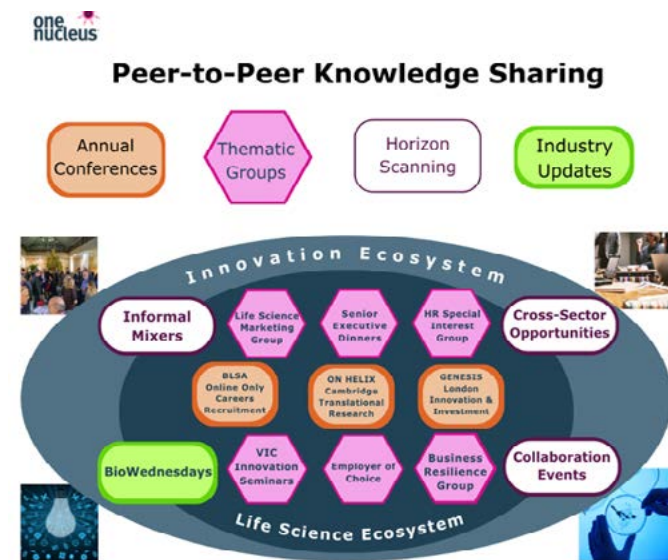 one
nucleus
Peer-to-Peer Knowledge Sharing
Annual
Conferences
Thematic
Groups
Horizon
Scanning
Industry
Updates
Innovation Ecosystem
Informal
Mixers
Life Science
Marketing
Group
Senior
Executive
Dinners
HR Special
Interest
Group
Cross-Sector
Opportunities
BLSA
Online Only
Careers
Recruitment
ON HELIX
Cambridge
Translational
Research
GENESIS
London
Innovation &
Investment
BioWednesdays
VIC
Innovation
Seminars
Employer of
Choice
Business
Resilience
Group
Collaboration
Events
Life Science Ecosystem